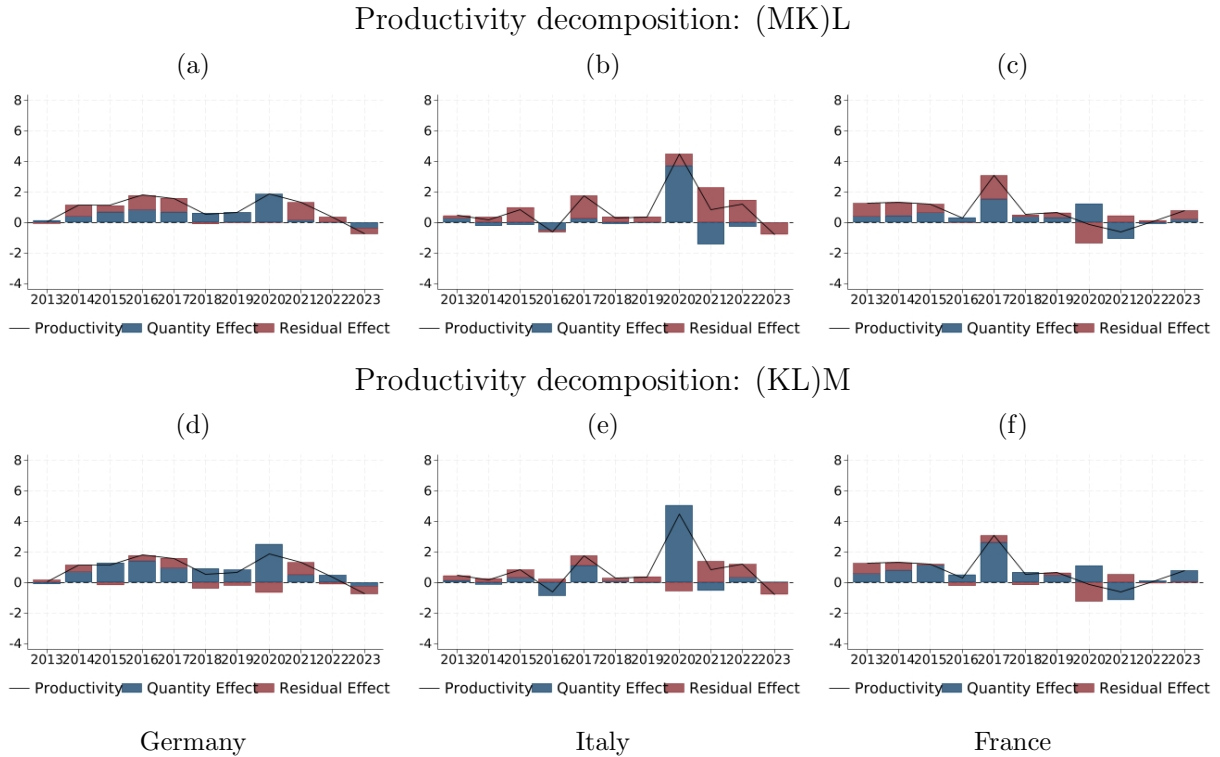 Productivity decomposition: (MK)L
(a) (b) (c)
8 8 8
6 6 6
4 4 4
2 2 2
0 0 0
-2 -2 -2
-4 -4 -4
2013 2014 2015 2016 2017 2018 2019 2020 2021 2022 2023 2013 2014 2015 2016 2017 2018 2019 2020 2021 2022 2023 2013 2014 2015 2016 2017 2018 2019 2020 2021 2022 2023
Productivity Quantity Effect Residual Effect Productivity Quantity Effect Residual Effect Productivity Quantity Effect Residual Effect
Productivity decomposition: (KL)M
(d) (e) (f)
8 8 8
6 6 6
4 4 4
2 2 2
0 0 0
-2 -2 -2
-4 -4 -4
2013 2014 2015 2016 2017 2018 2019 2020 2021 2022 2023 2013 2014 2015 2016 2017 2018 2019 2020 2021 2022 2023 2013 2014 2015 2016 2017 2018 2019 2020 2021 2022 2023
Productivity Quantity Effect Residual Effect Productivity Quantity Effect Residual Effect Productivity Quantity Effect Residual Effect
Germany Italy France